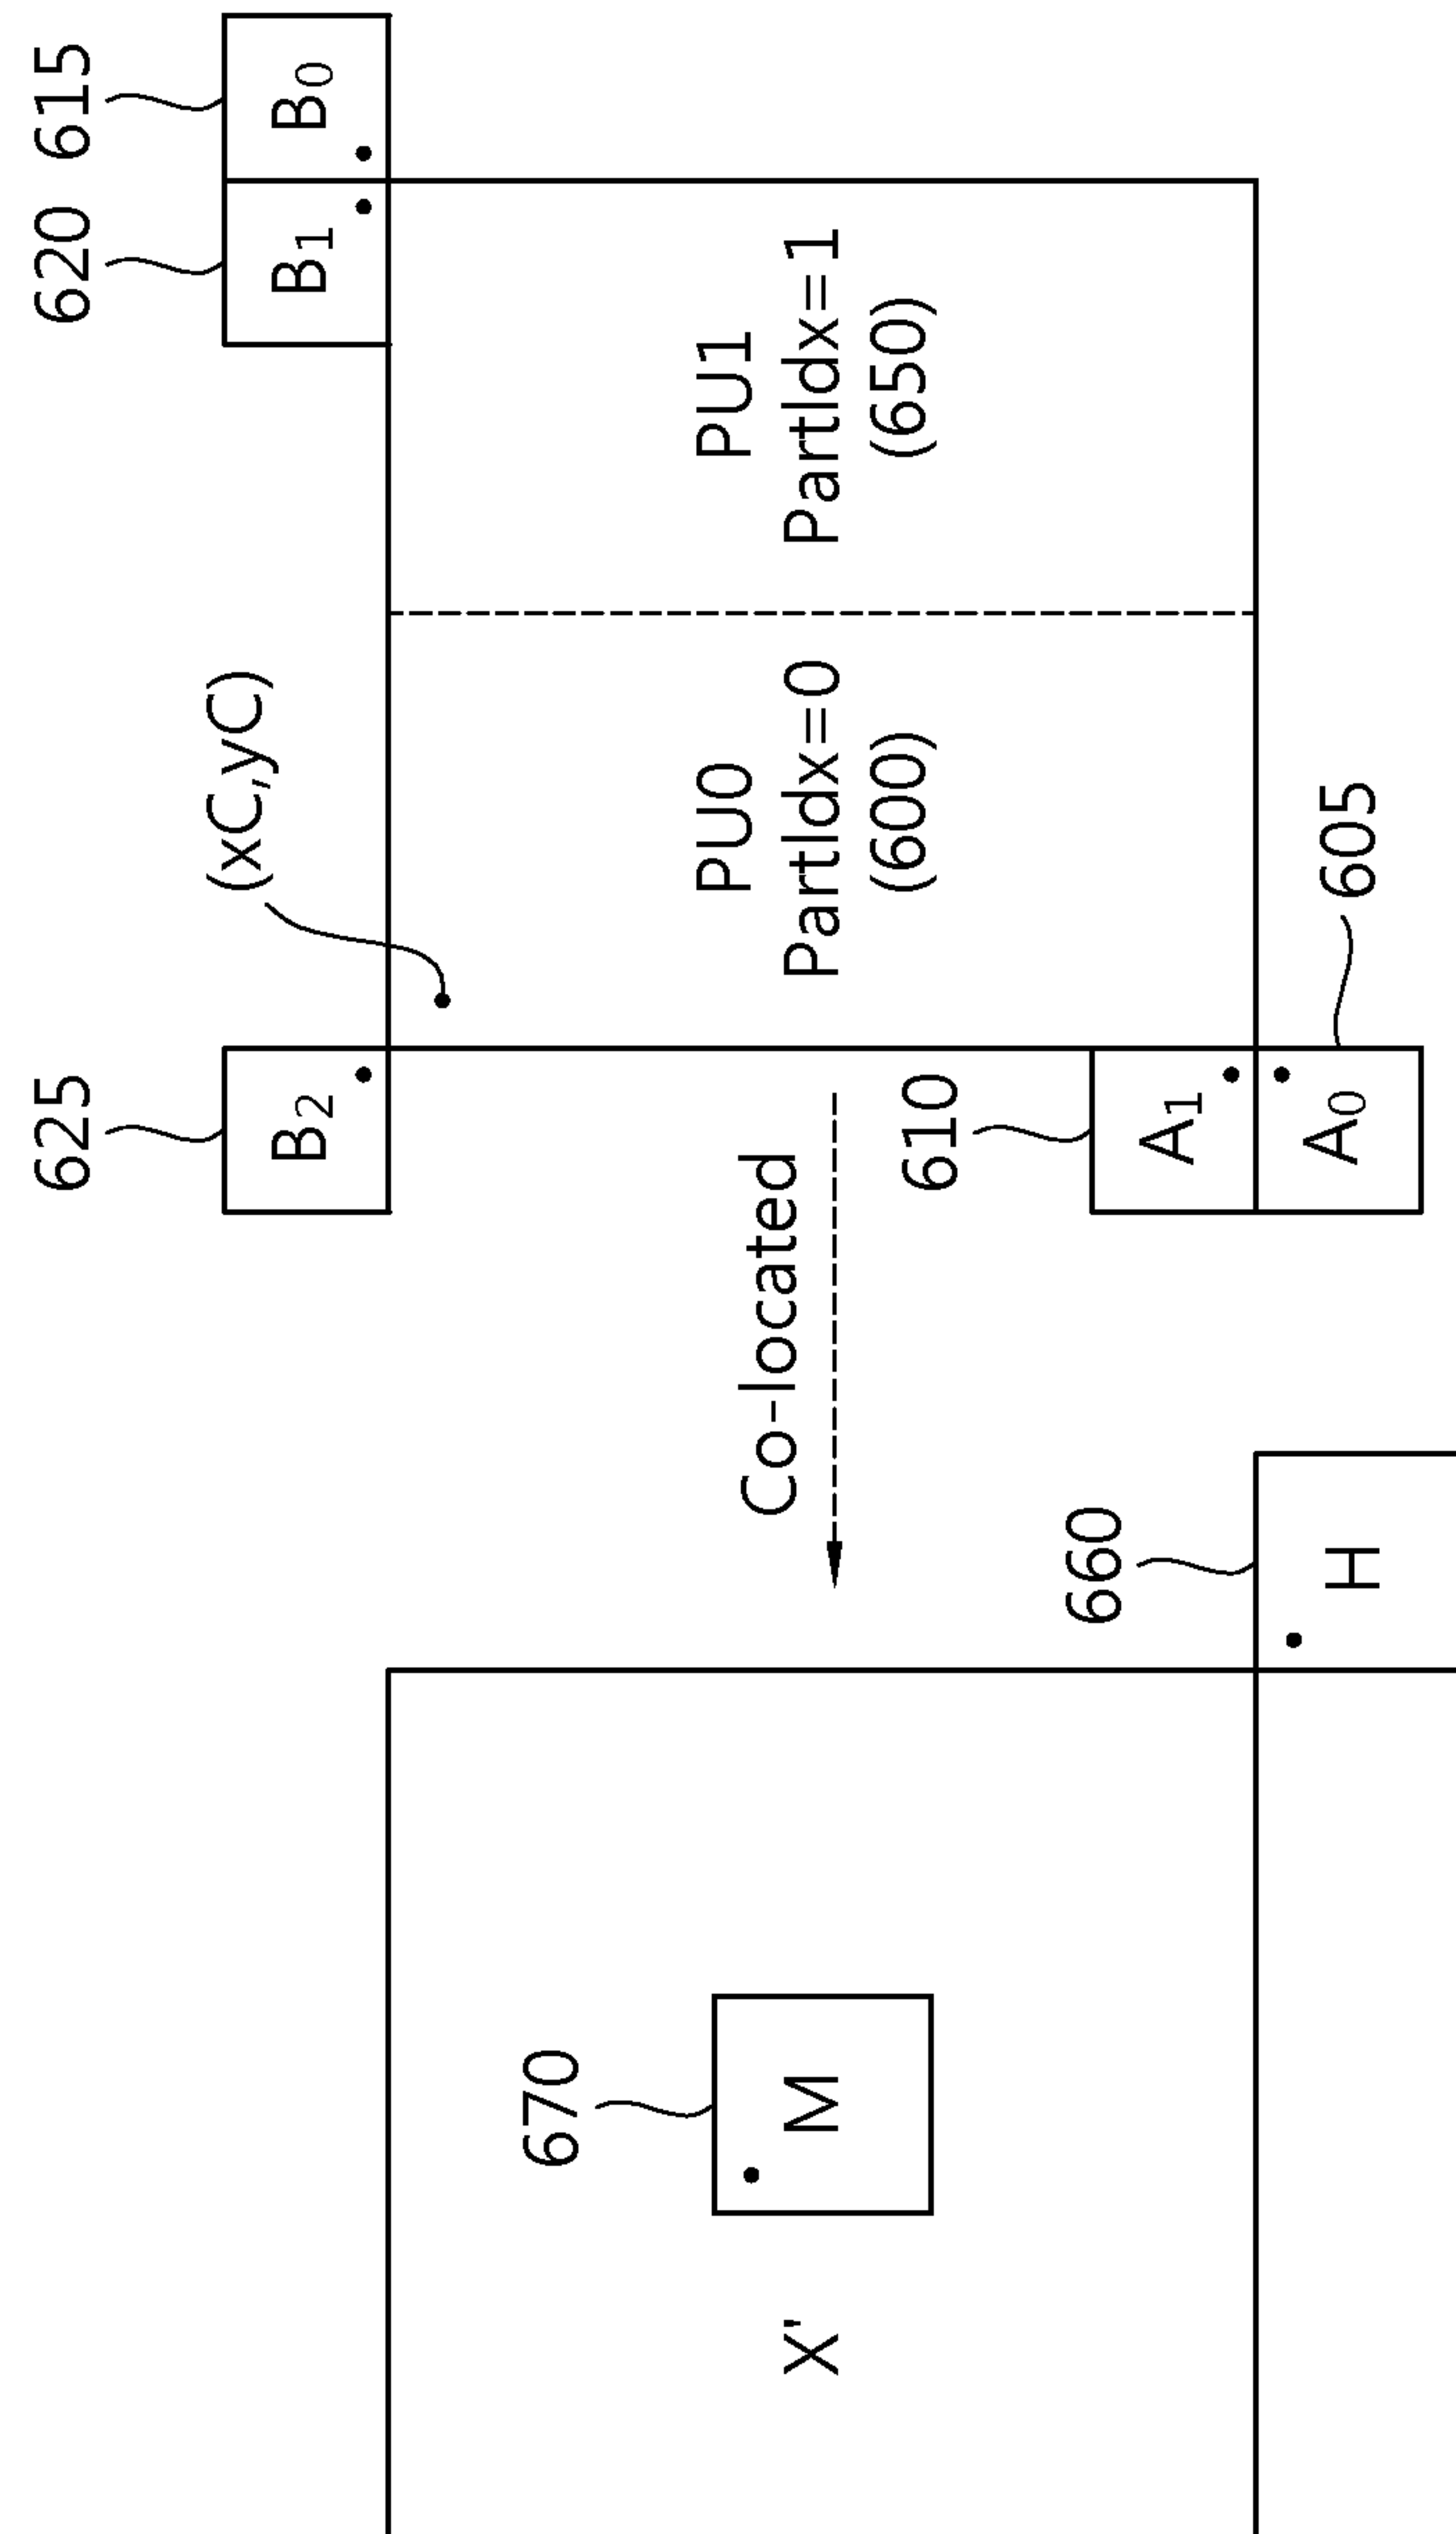 625
620
615
(xC,yC)
B2
B1
B0
670
M
X'
Co-located
PU0
PartIdx=0
(600)
PU1
PartIdx=1
(650)
610
A1
660
H
A0
605